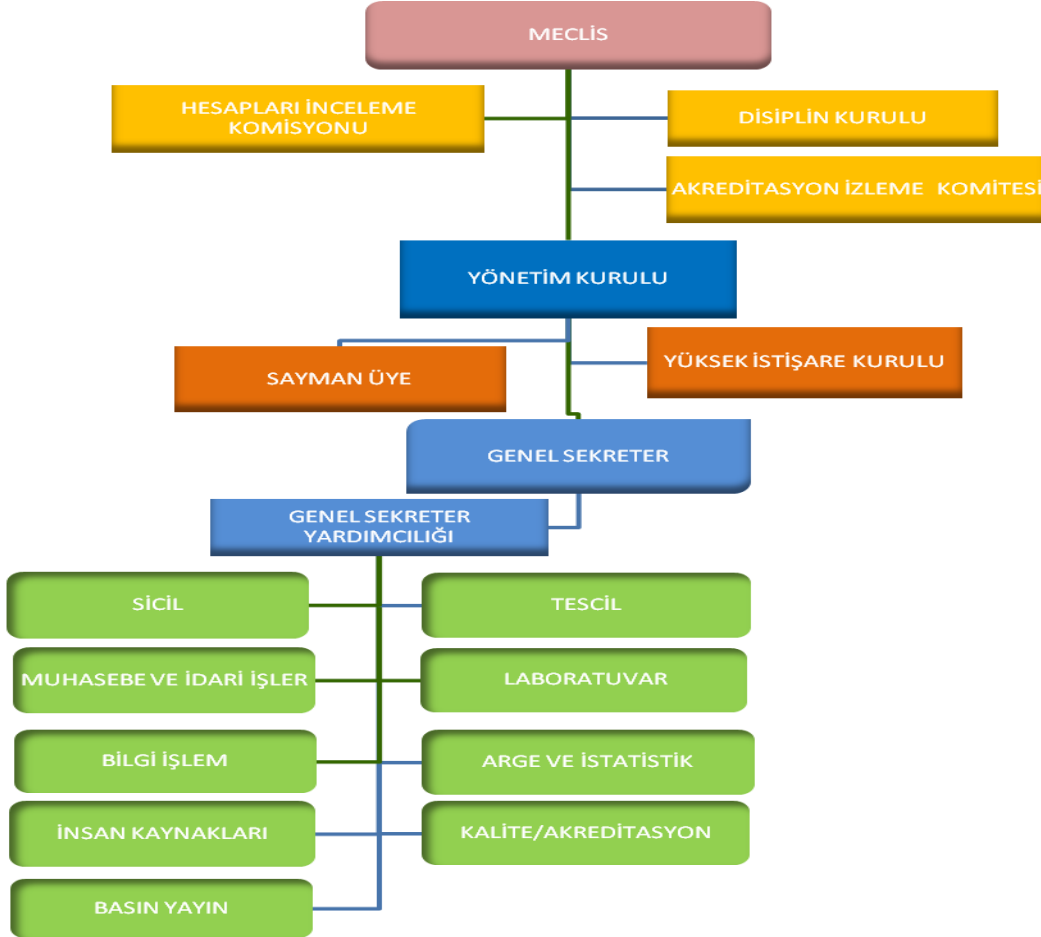 MECLİS
HESAPLARI İNCELEME
KOMİSYONU
DİSİPLİN KURULU
AKREDİTASYON İZLEME KOMİTESİ
YÖNETİM KURULU
SAYMAN ÜYE
YÜKSEK İSTİŞARE KURULU
GENEL SEKRETER
GENEL SEKRETER
YARDIMCILIĞI
SİCİL
TESCİL
MUHASEBE VE İDARİ İŞLER
LABORATUVAR
BİLGİ İŞLEM
ARGE VE İSTATİSTİK
İNSAN KAYNAKLARI
KALİTE/AKREDİTASYON
BASIN YAYIN